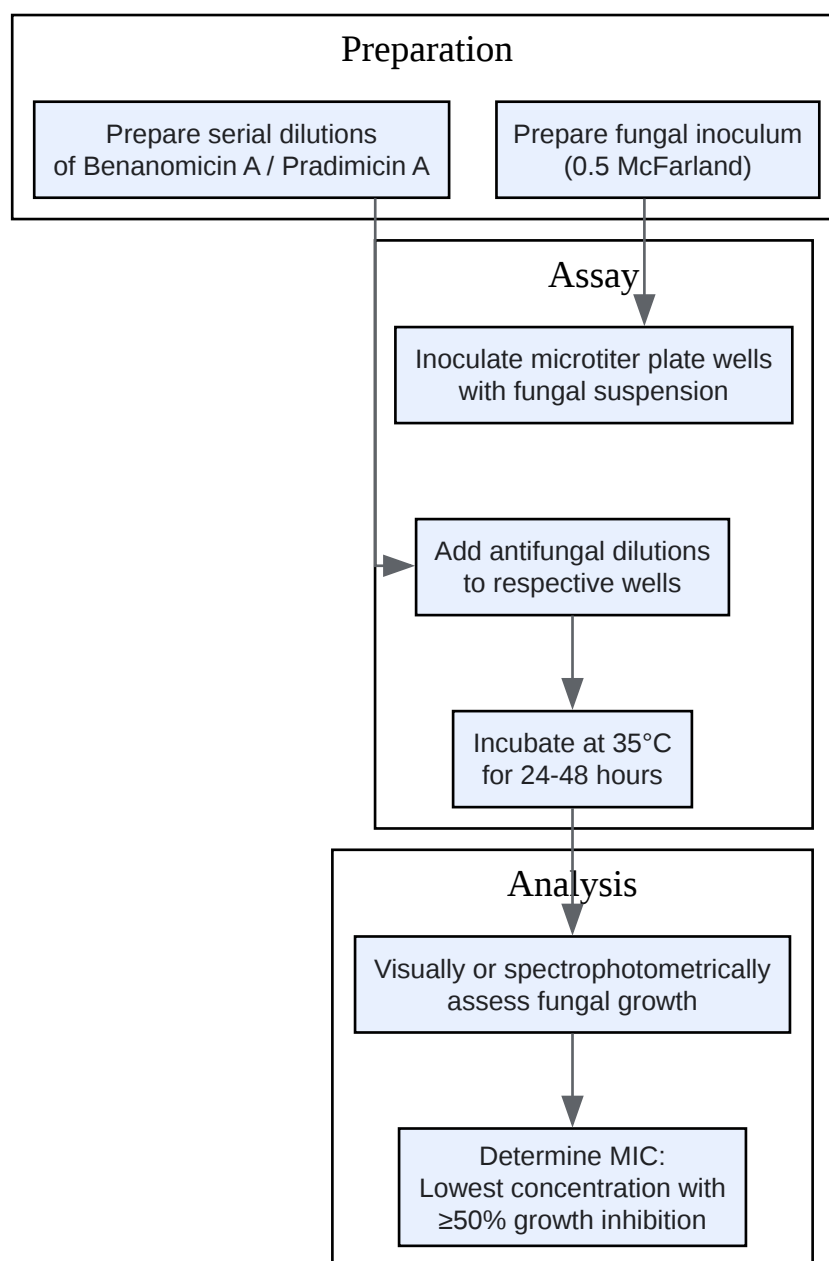 Preparation
Prepare serial dilutions
of Benanomicin A / Pradimicin A
Prepare fungal inoculum
(0.5 McFarland)
Assay
Inoculate microtiter plate wells
with fungal suspension
Add antifungal dilutions
to respective wells
Incubate at 35°C
for 24-48 hours
Analysis
Visually or spectrophotometrically
assess fungal growth
Determine MIC:
Lowest concentration with
≥50% growth inhibition